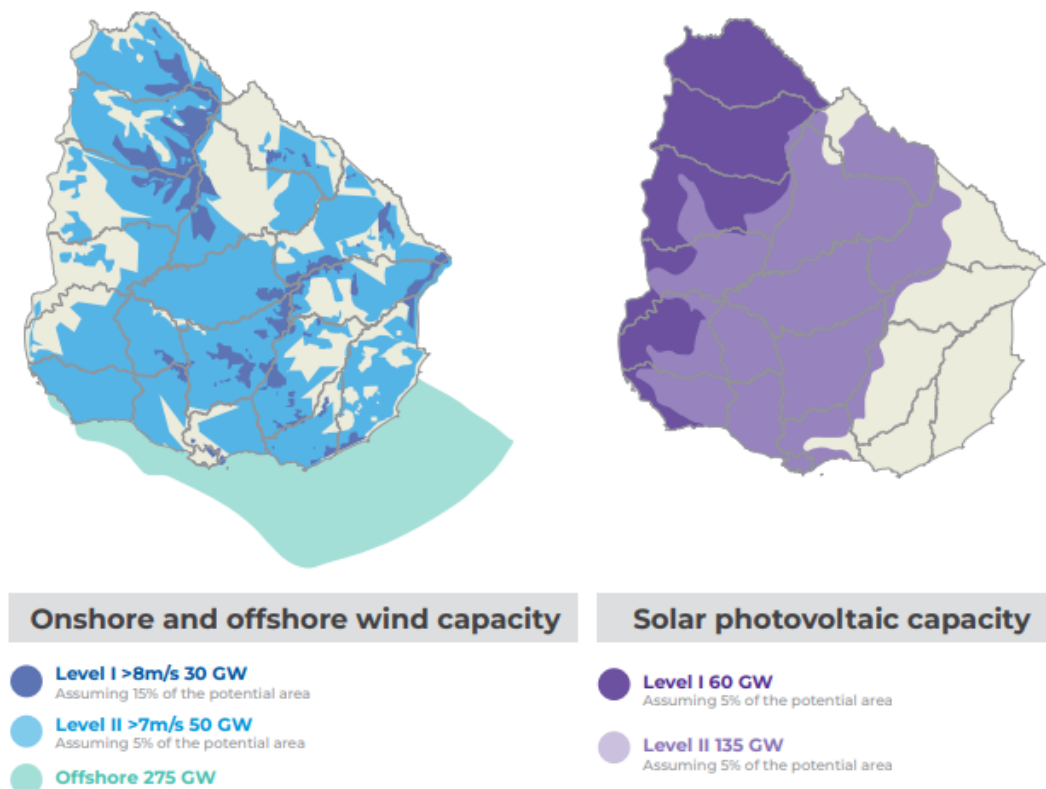 Onshore and offshore wind capacity
Level I >8m/s 30 GW
Assuming 15% of the potential area
Level II >7m/s 50 GW
Assuming 5% of the potential area
Offshore 275 GW
Solar photovoltaic capacity
Level I 60 GW
Assuming 5% of the potential area
Level II 135 GW
Assuming 5% of the potential area